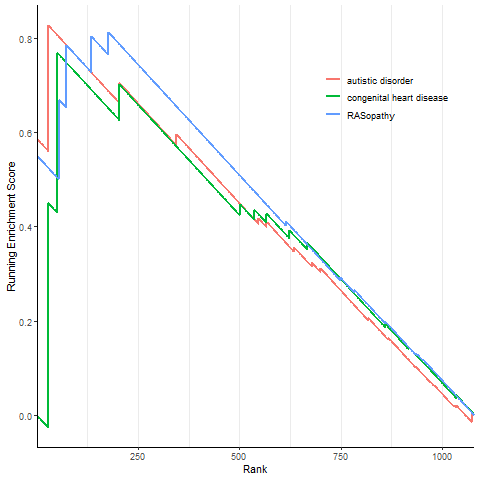 0.8
0.6
0.4
0.2
0.0
Running Enrichment Score
autistic disorder
congenital heart disease
RASopathy
250
500
750
1000
Rank